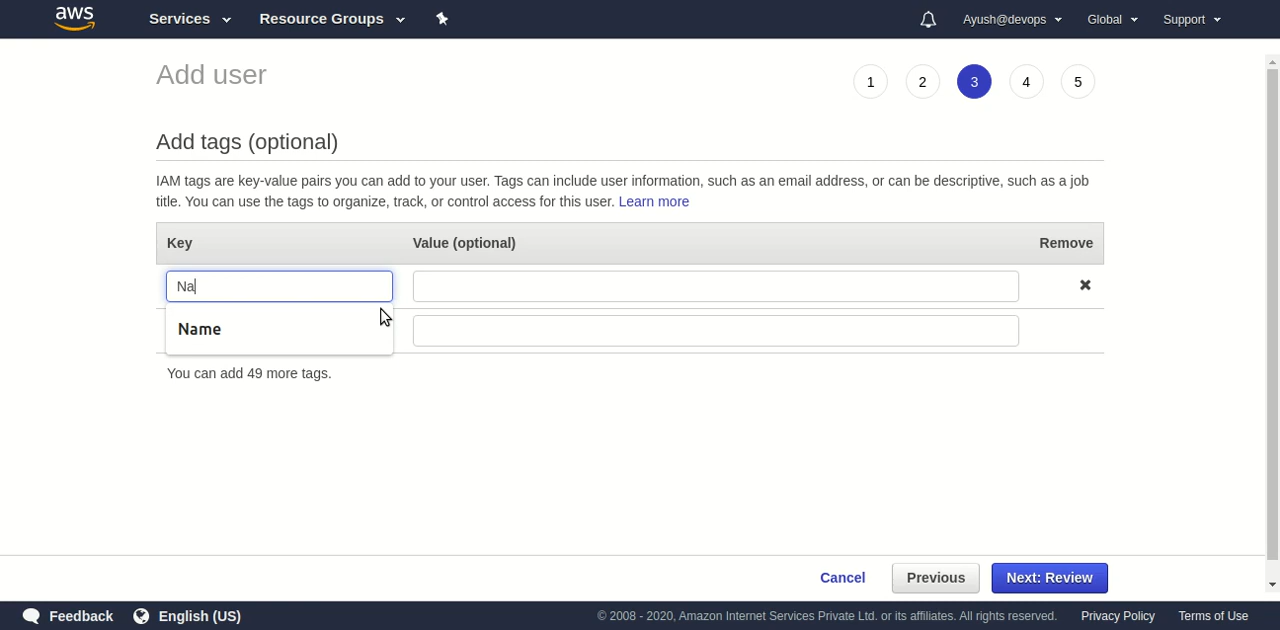 aws Services Resource Groups Ayush@devops Global Support
Add user 1 2 3 4 5
Add tags (optional)
IAM tags are key-value pairs you can add to your user. Tags can include user information, such as an email address, or can be descriptive, such as a job
title. You can use the tags to organize, track, or control access for this user. Learn more
Key Value (optional) Remove
Na
Name
You can add 49 more tags.
Cancel Previous Next: Review
Feedback English (US) © 2008 - 2020, Amazon Internet Services Private Ltd. or its affiliates. All rights reserved. Privacy Policy Terms of Use